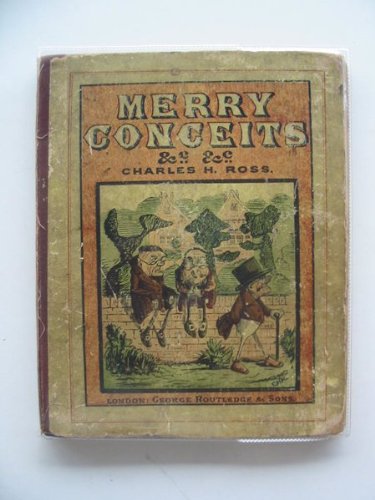 MERRY
CONCEITS
&c. &c.
CHARLES H. ROSS.
LONDON: GEORGE ROUTLEDGE & SONS.